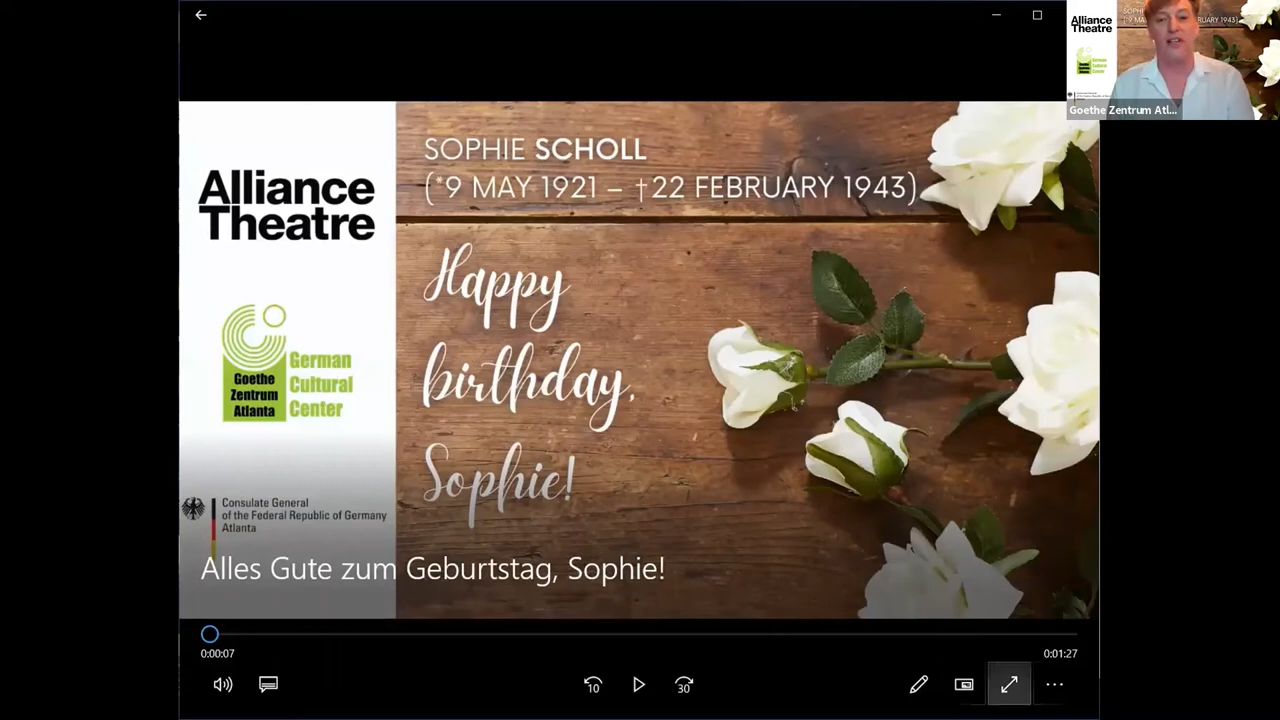 Alliance
Theatre
SOPHIE SCHOLL
(*9 MAY 1921 – †22 FEBRUARY 1943)
Happy
birthday,
Sophie!
Goethe
Zentrum
Atlanta
German
Cultural
Center
Consulate General
of the Federal Republic of Germany
Atlanta
Alles Gute zum Geburtstag, Sophie!
0:00:07
0:01:27
10
30
Alliance
Theatre
Goethe Zentrum Atl...